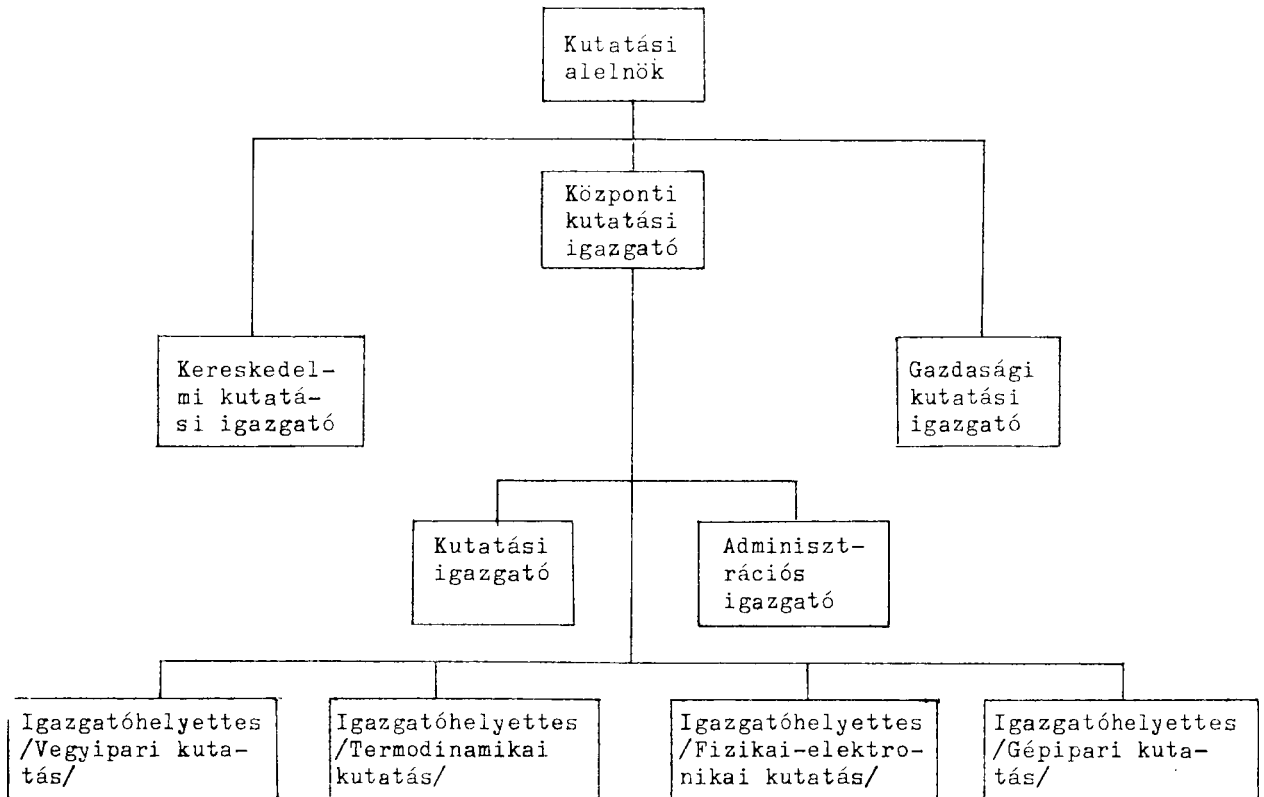 Kutatási
alelnök
Központi
kutatási
igazgató
Kereskedel-
mi kutatá-
si igazgató
Gazdasági
kutatási
igazgató
Kutatási
igazgató
Adminiszt-
rációs
igazgató
Igazgatóhelyettes
/Vegyipari kuta-
tás/
Igazgatóhelyettes
/Termodinamikai
kutatás/
Igazgatóhelyettes
/Fizikai-elektro-
nikai kutatás/
Igazgatóhelyettes
/Gépipari kuta-
tás/